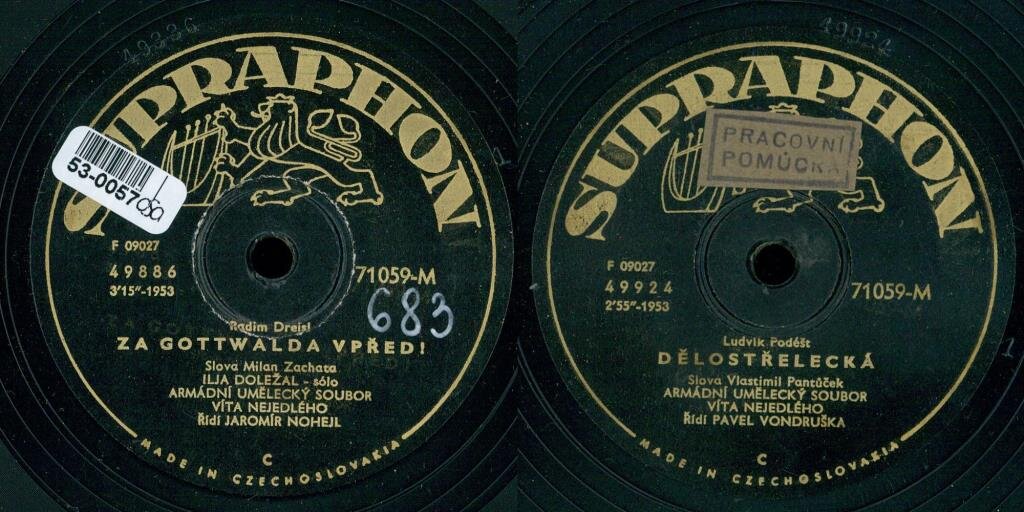 49886
SUPRAPHON
53-0057050
F 09027
49886
3'15"-1953
71059-M
683
Radim Drejsl
ZA GOTTWALDA VPŘED!
Slova Milan Zachata
ILJA DOLEŽAL - sólo
ARMÁDNÍ UMĚLECKÝ SOUBOR
VÍTA NEJEDLÉHO
Řídí JAROMÍR NOHEJL
C
MADE IN CZECHOSLOVAKIA
49924
SUPRAPHON
PRACOVNÍ
POMŮCKA
F 09027
49924
2'55"-1953
71059-M
1
Ludvík Podéšt
DĚLOSTŘELECKÁ
Slova Vlastimil Pantůček
ARMÁDNÍ UMĚLECKÝ SOUBOR
VÍTA NEJEDLÉHO
Řídí PAVEL VONDRUŠKA
C
MADE IN CZECHOSLOVAKIA